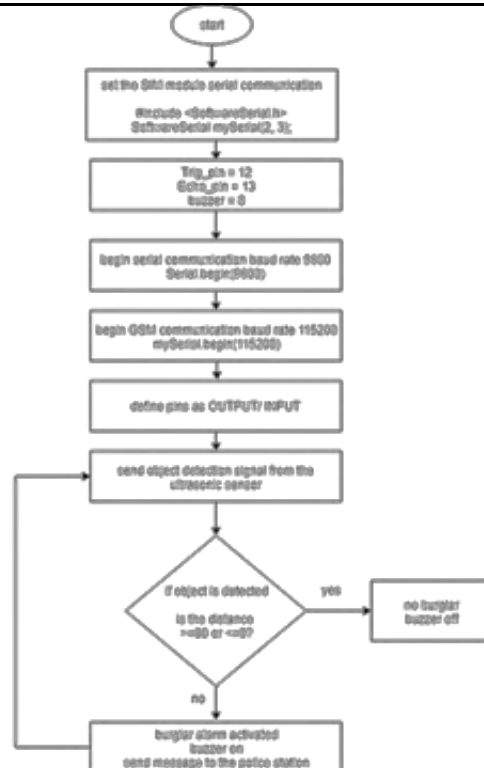 start
set the SIM module serial communication
#include <SoftwareSerial.h>
SoftwareSerial mySerial(2, 3);
Trig_pin = 12
Echo_pin = 13
buzzer = 8
begin serial communication baud rate 9600
Serial.begin(9600)
begin GSM communication baud rate 115200
mySerial.begin(115200)
define pins as OUTPUT/ INPUT
send object detection signal from the
ultrasonic sensor
if object is detected
is the distance
yes
no burglar
buzzer off
no
burglar alarm activated
buzzer on
send message to the police station